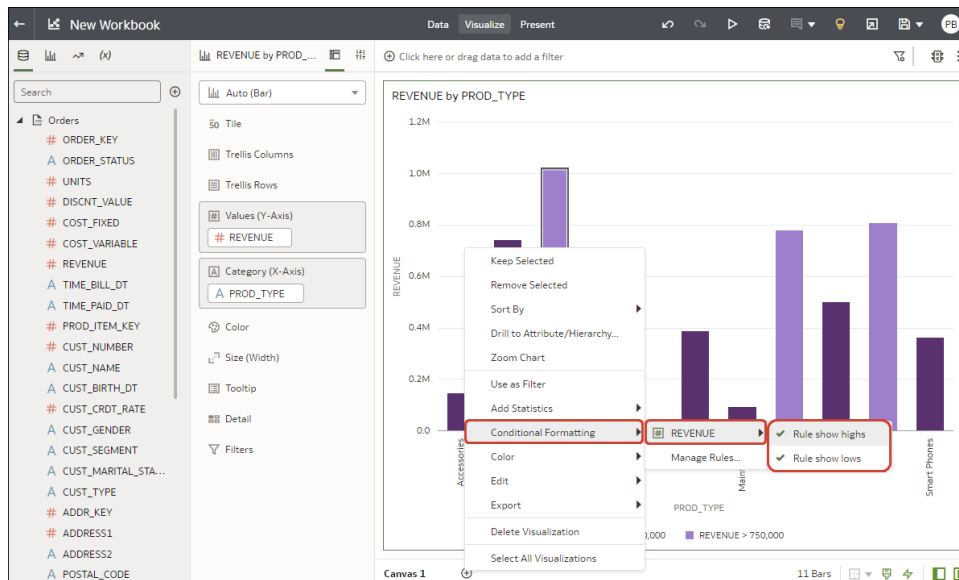 New Workbook
Data Visualize Present
PB
(x)
REVENUE by PROD_...
Click here or drag data to add a filter
Search
Auto (Bar)
Orders
# ORDER_KEY
A ORDER_STATUS
# UNITS
# DISCNT_VALUE
# COST_FIXED
# COST_VARIABLE
# REVENUE
A TIME_BILL_DT
A TIME_PAID_DT
# PROD_ITEM_KEY
# CUST_NUMBER
A CUST_NAME
A CUST_BIRTH_DT
# CUST_CRDT_RATE
A CUST_GENDER
A CUST_SEGMENT
A CUST_MARITAL_STA...
A CUST_TYPE
# ADDR_KEY
# ADDRESS1
A ADDRESS2
A POSTAL_CODE
50 Tile
Trellis Columns
Trellis Rows
# Values (Y-Axis)
# REVENUE
A Category (X-Axis)
A PROD_TYPE
Color
Size (Width)
Tooltip
Detail
Filters
REVENUE by PROD_TYPE
1.2M
1.0M
0.8M
0.6M
0.4M
0.2M
0.0
REVENUE
Keep Selected
Remove Selected
Sort By
Drill to Attribute/Hierarchy...
Zoom Chart
Use as Filter
Add Statistics
Conditional Formatting
Color
Edit
Export
Delete Visualization
Select All Visualizations
# REVENUE
Manage Rules...
Rule show highs
Rule show lows
Accessories
Smart Phones
PROD_TYPE
REVENUE > 750,000
Canvas 1
11 Bars